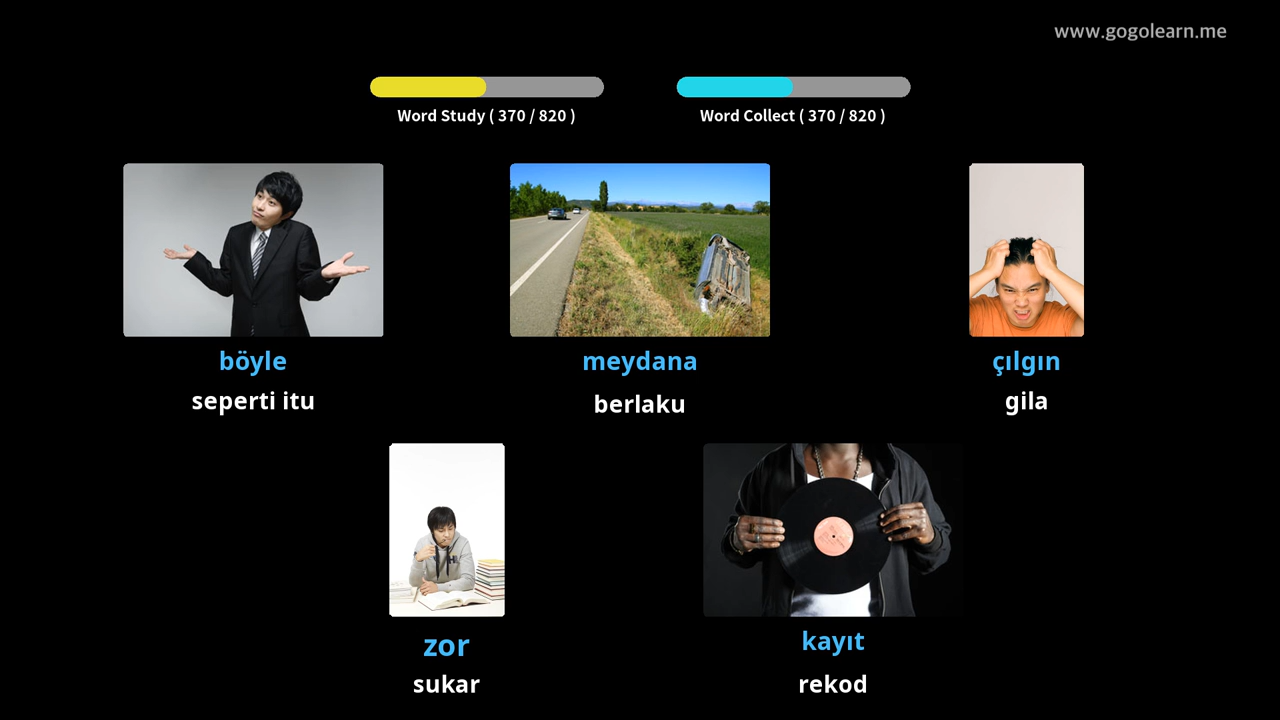 www.gogolearn.me
Word Study ( 370 / 820 )
Word Collect ( 370 / 820 )
böyle
meydana
çılgın
seperti itu
berlaku
gila
zor
kayıt
sukar
rekod